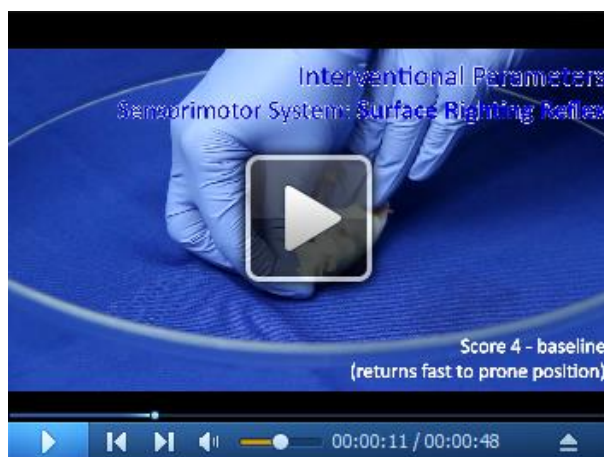 Interventional Parameters
Sensorimotor System: Surface Righting Reflex
Score 4 - baseline
(returns fast to prone position)
00:00:11 / 00:00:48